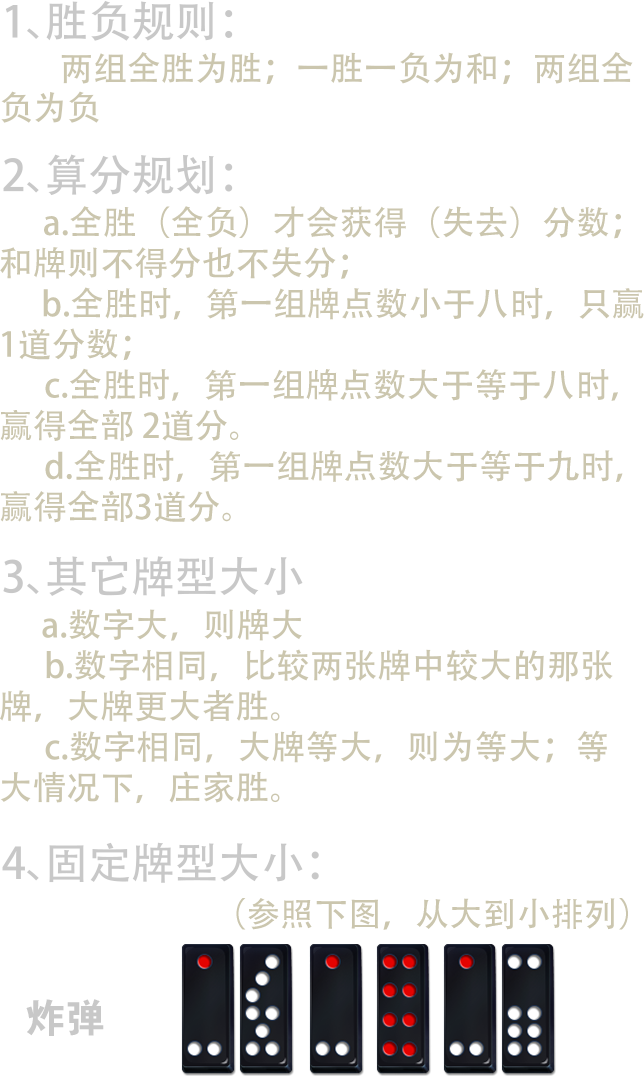 1、胜负规则：
两组全胜为胜；一胜一负为和；两组全
负为负
2、算分规划：
a.全胜（全负）才会获得（失去）分数；
和牌则不得分也不失分；
b.全胜时，第一组牌点数小于八时，只赢
1道分数；
c.全胜时，第一组牌点数大于等于八时，
赢得全部 2道分。
d.全胜时，第一组牌点数大于等于九时，
赢得全部3道分。
3、其它牌型大小
a.数字大，则牌大
b.数字相同，比较两张牌中较大的那张
牌，大牌更大者胜。
c.数字相同，大牌等大，则为等大；等
大情况下，庄家胜。
4、固定牌型大小：
（参照下图，从大到小排列）
炸弹